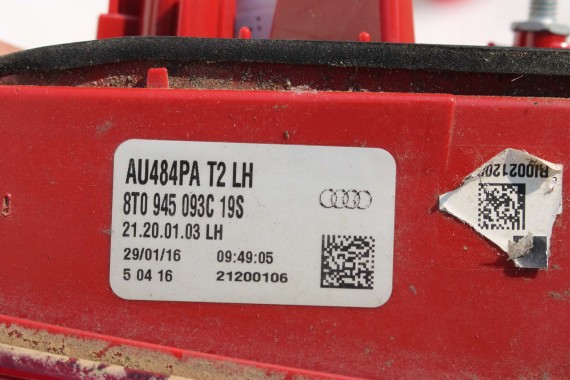 AU484PA T2 LH
8T0 945 093C 19S
21.20.01.03 LH
29/01/16 09:49:05
5 04 16 21200106